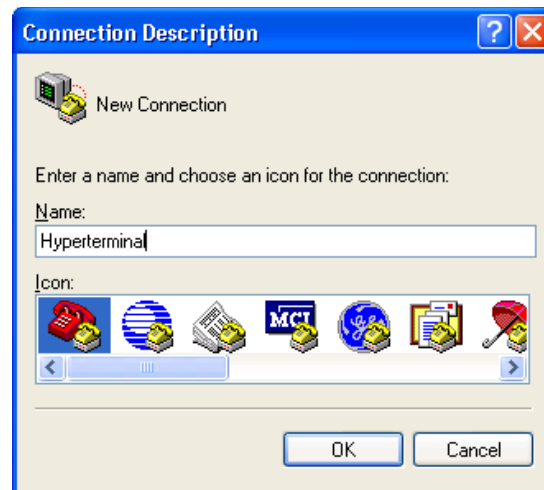 Connection Description
New Connection
Enter a name and choose an icon for the connection:
Name:
Hyperterminal
Icon:
MCI
OK
Cancel